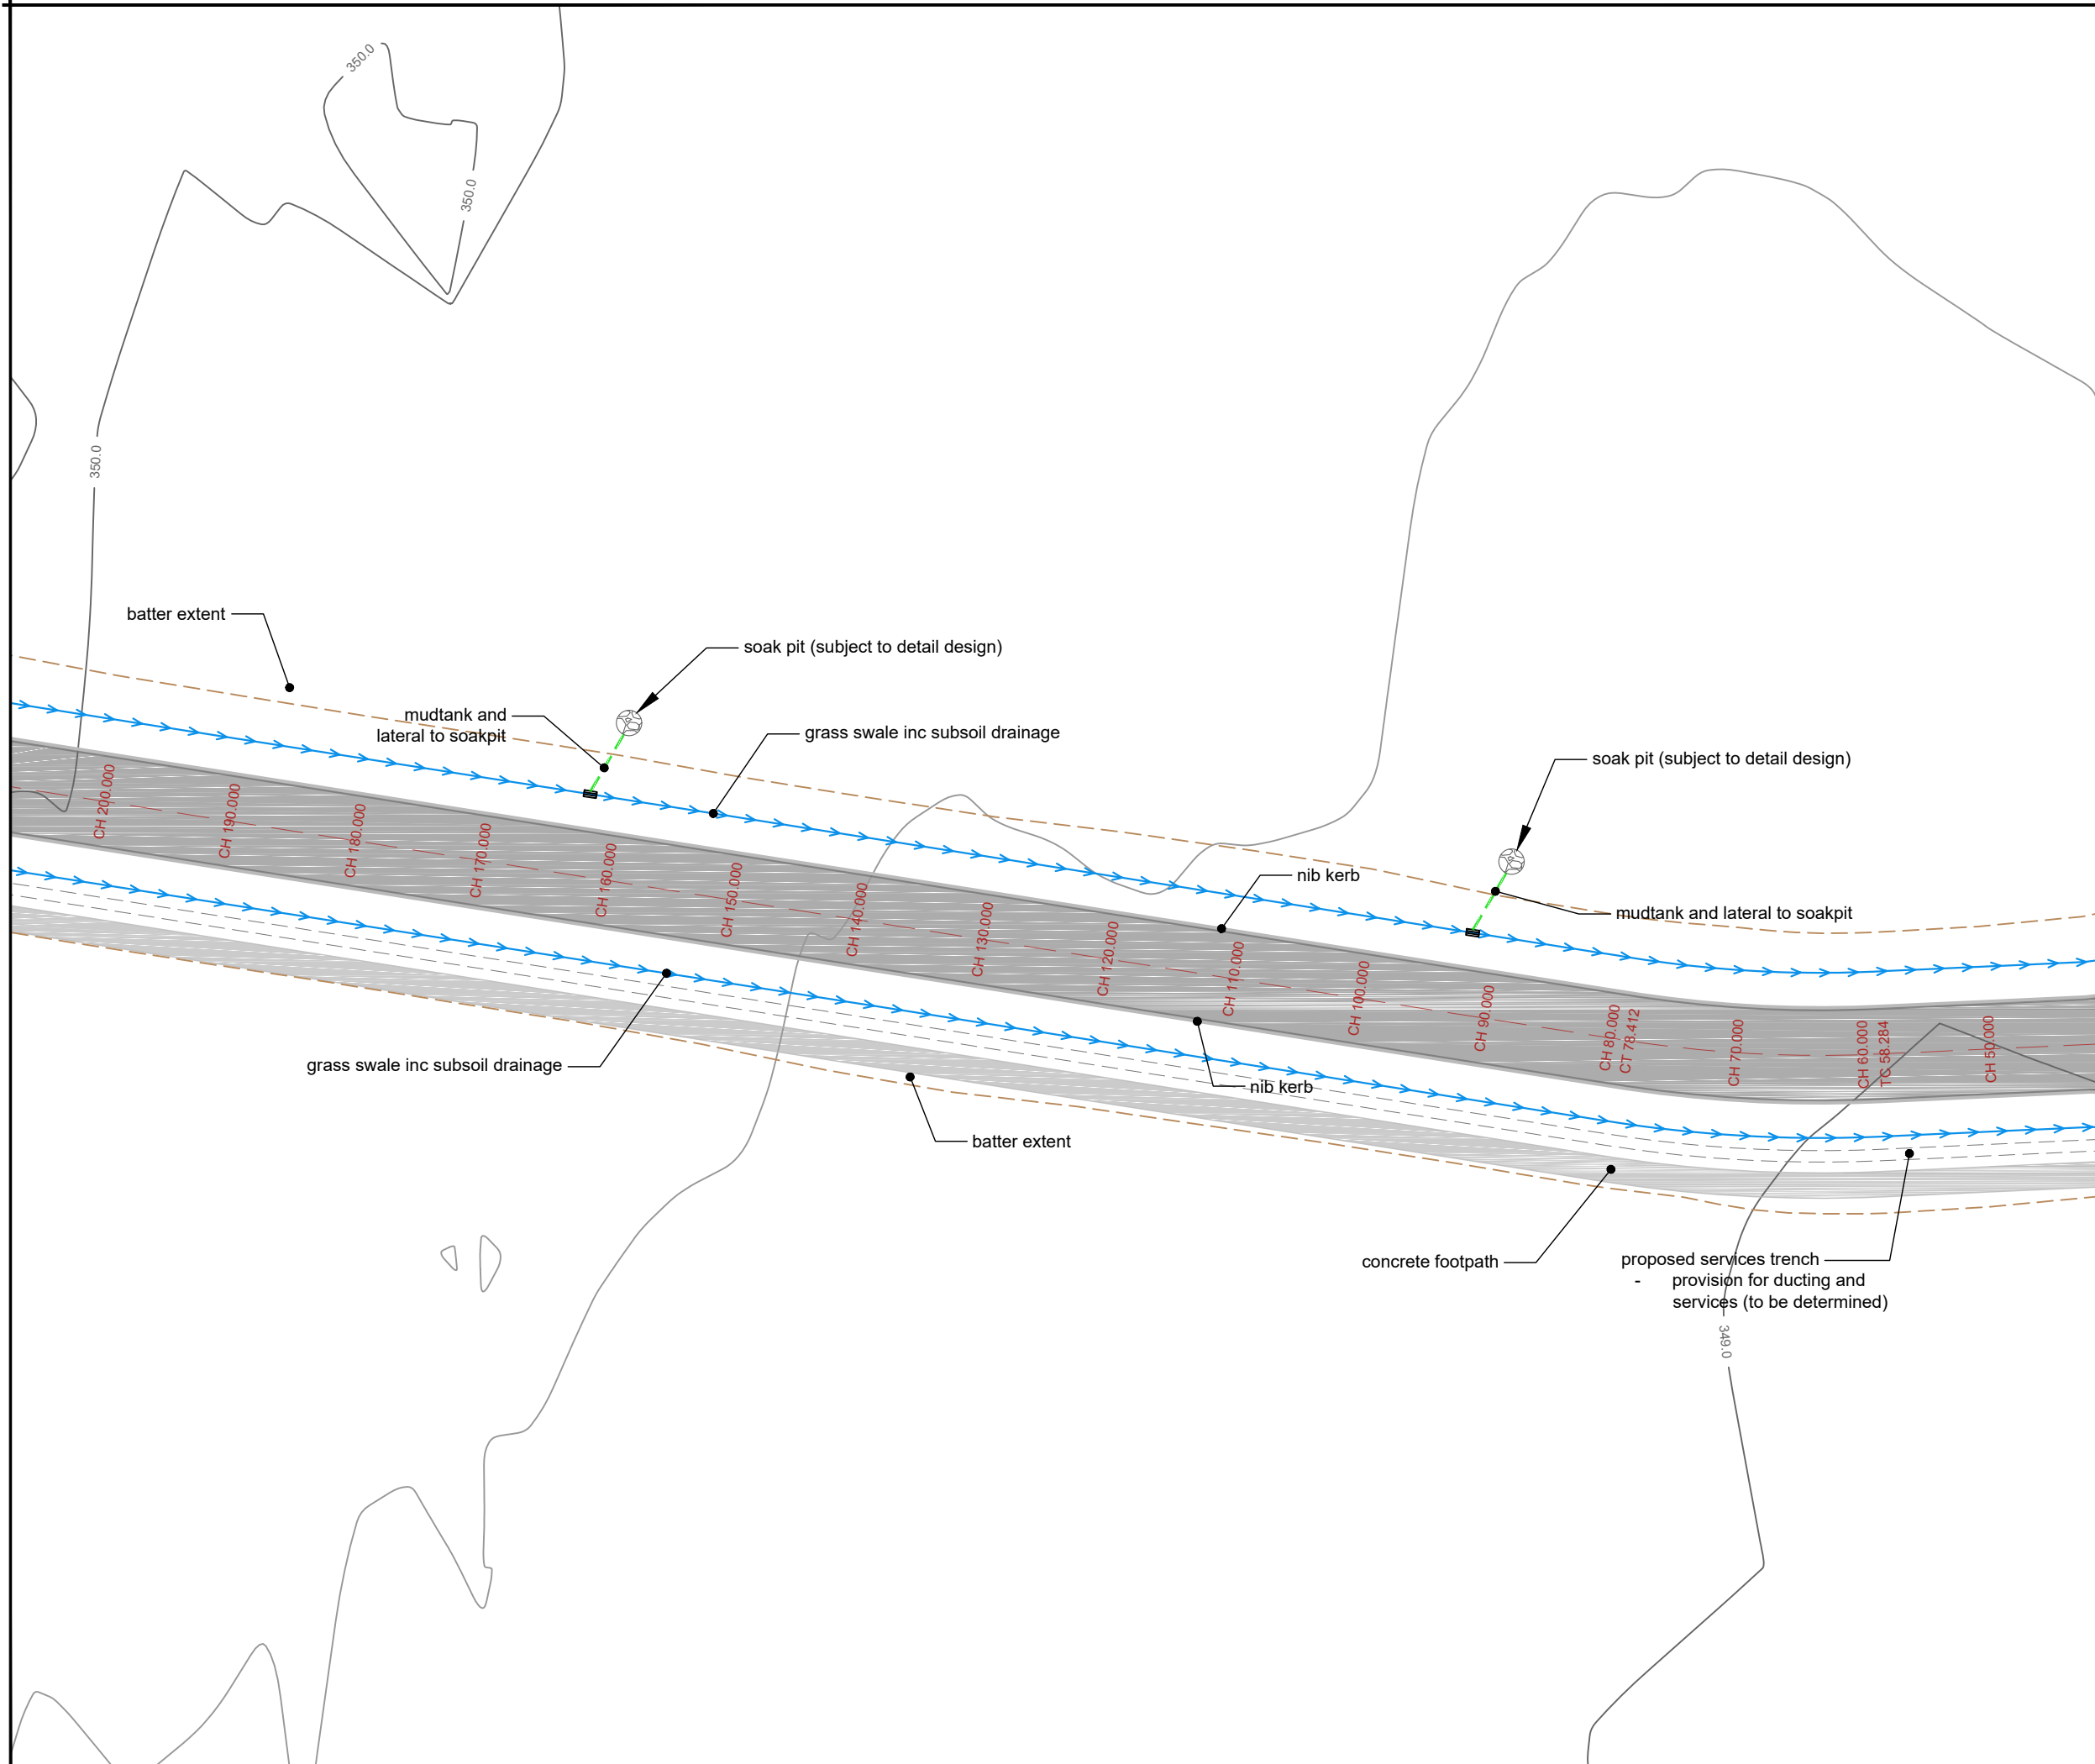 350.0
350.0
350.0
batter extent
soak pit (subject to detail design)
mudtank and
lateral to soakpit
grass swale inc subsoil drainage
soak pit (subject to detail design)
nib kerb
mudtank and lateral to soakpit
CH 200.000
CH 190.000
CH 180.000
CH 170.000
CH 160.000
CH 150.000
CH 140.000
CH 130.000
CH 120.000
CH 110.000
CH 100.000
CH 90.000
CH 80.000
CT 78.412
CH 70.000
CH 60.000
TC 58.284
CH 50.000
grass swale inc subsoil drainage
nib kerb
batter extent
concrete footpath
proposed services trench
- provision for ducting and
services (to be determined)
349.0